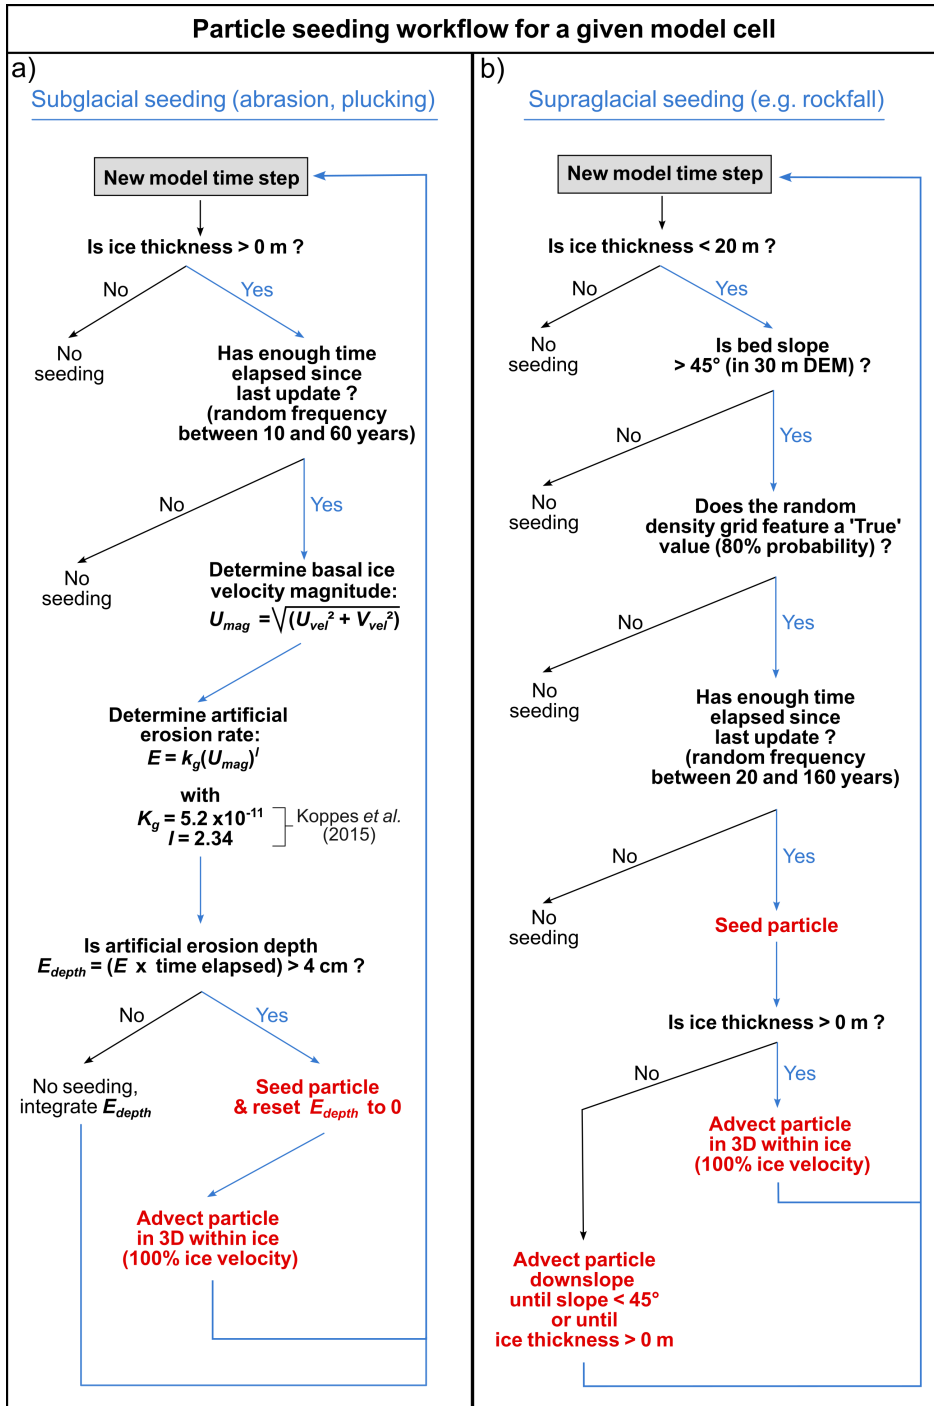 Particle seeding workflow for a given model cell
a)
Subglacial seeding (abrasion, plucking)
New model time step
Is ice thickness > 0 m ?
No
Yes
No
seeding
Has enough time
elapsed since
last update ?
(random frequency
between 10 and 60 years)
No
Yes
No
seeding
Determine basal ice
velocity magnitude:
Umag = √(Uvel² + Vvel²)
Determine artificial
erosion rate:
E = kg(Umag)ˡ
with
Kg = 5.2 x10⁻¹¹
l = 2.34
Koppes et al.
(2015)
Is artificial erosion depth
Edepth = (E x time elapsed) > 4 cm ?
No
Yes
No seeding,
integrate Edepth
Seed particle
& reset Edepth to 0
Advect particle
in 3D within ice
(100% ice velocity)
b)
Supraglacial seeding (e.g. rockfall)
New model time step
Is ice thickness < 20 m ?
No
Yes
No
seeding
Is bed slope
> 45° (in 30 m DEM) ?
No
Yes
No
seeding
Does the random
density grid feature a 'True'
value (80% probability) ?
No
Yes
No
seeding
Has enough time
elapsed since
last update ?
(random frequency
between 20 and 160 years)
No
Yes
No
seeding
Seed particle
Is ice thickness > 0 m ?
No
Yes
Advect particle
in 3D within ice
(100% ice velocity)
Advect particle
downslope
until slope < 45°
or until
ice thickness > 0 m